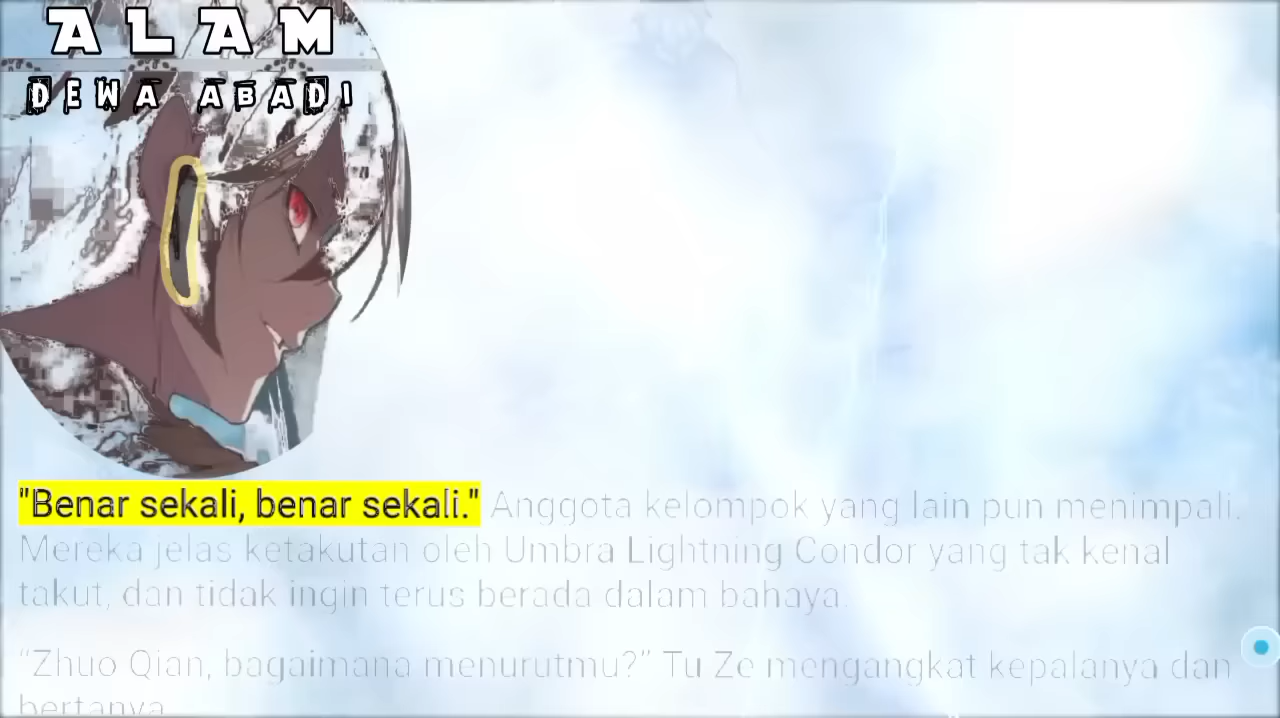 ALAM
DEWA ABADI
"Benar sekali, benar sekali." Anggota kelompok yang lain pun menimpali.
Mereka jelas ketakutan oleh Umbra Lightning Condor yang tak kenal
takut, dan tidak ingin terus berada dalam bahaya.
“Zhuo Qian, bagaimana menurutmu?” Tu Ze mengangkat kepalanya dan
bertanya